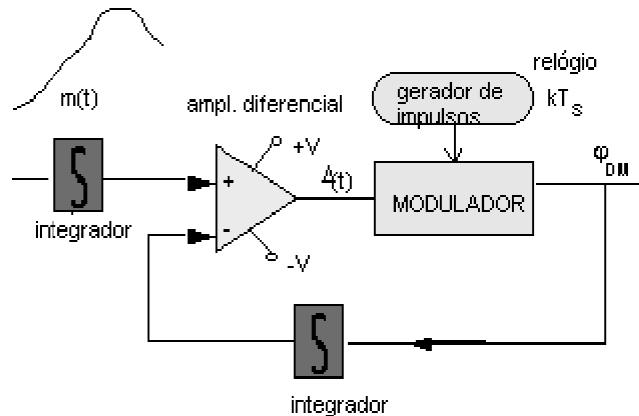 m(t)
relógio
gerador de
impulsos
kTs
ampl. diferencial
+V
+
-
-V
Δ(t)
MODULADOR
φDM
integrador
integrador